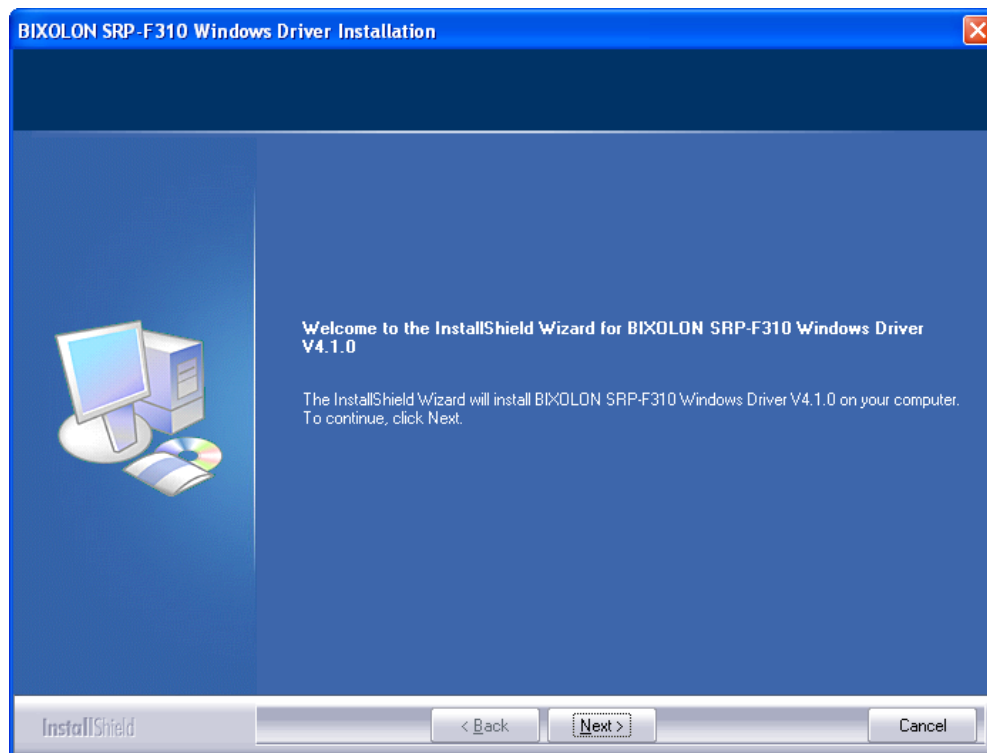 BIXOLON SRP-F310 Windows Driver Installation
Welcome to the InstallShield Wizard for BIXOLON SRP-F310 Windows Driver
V4.1.0
The InstallShield Wizard will install BIXOLON SRP-F310 Windows Driver V4.1.0 on your computer.
To continue, click Next.
InstallShield
< Back
Next >
Cancel